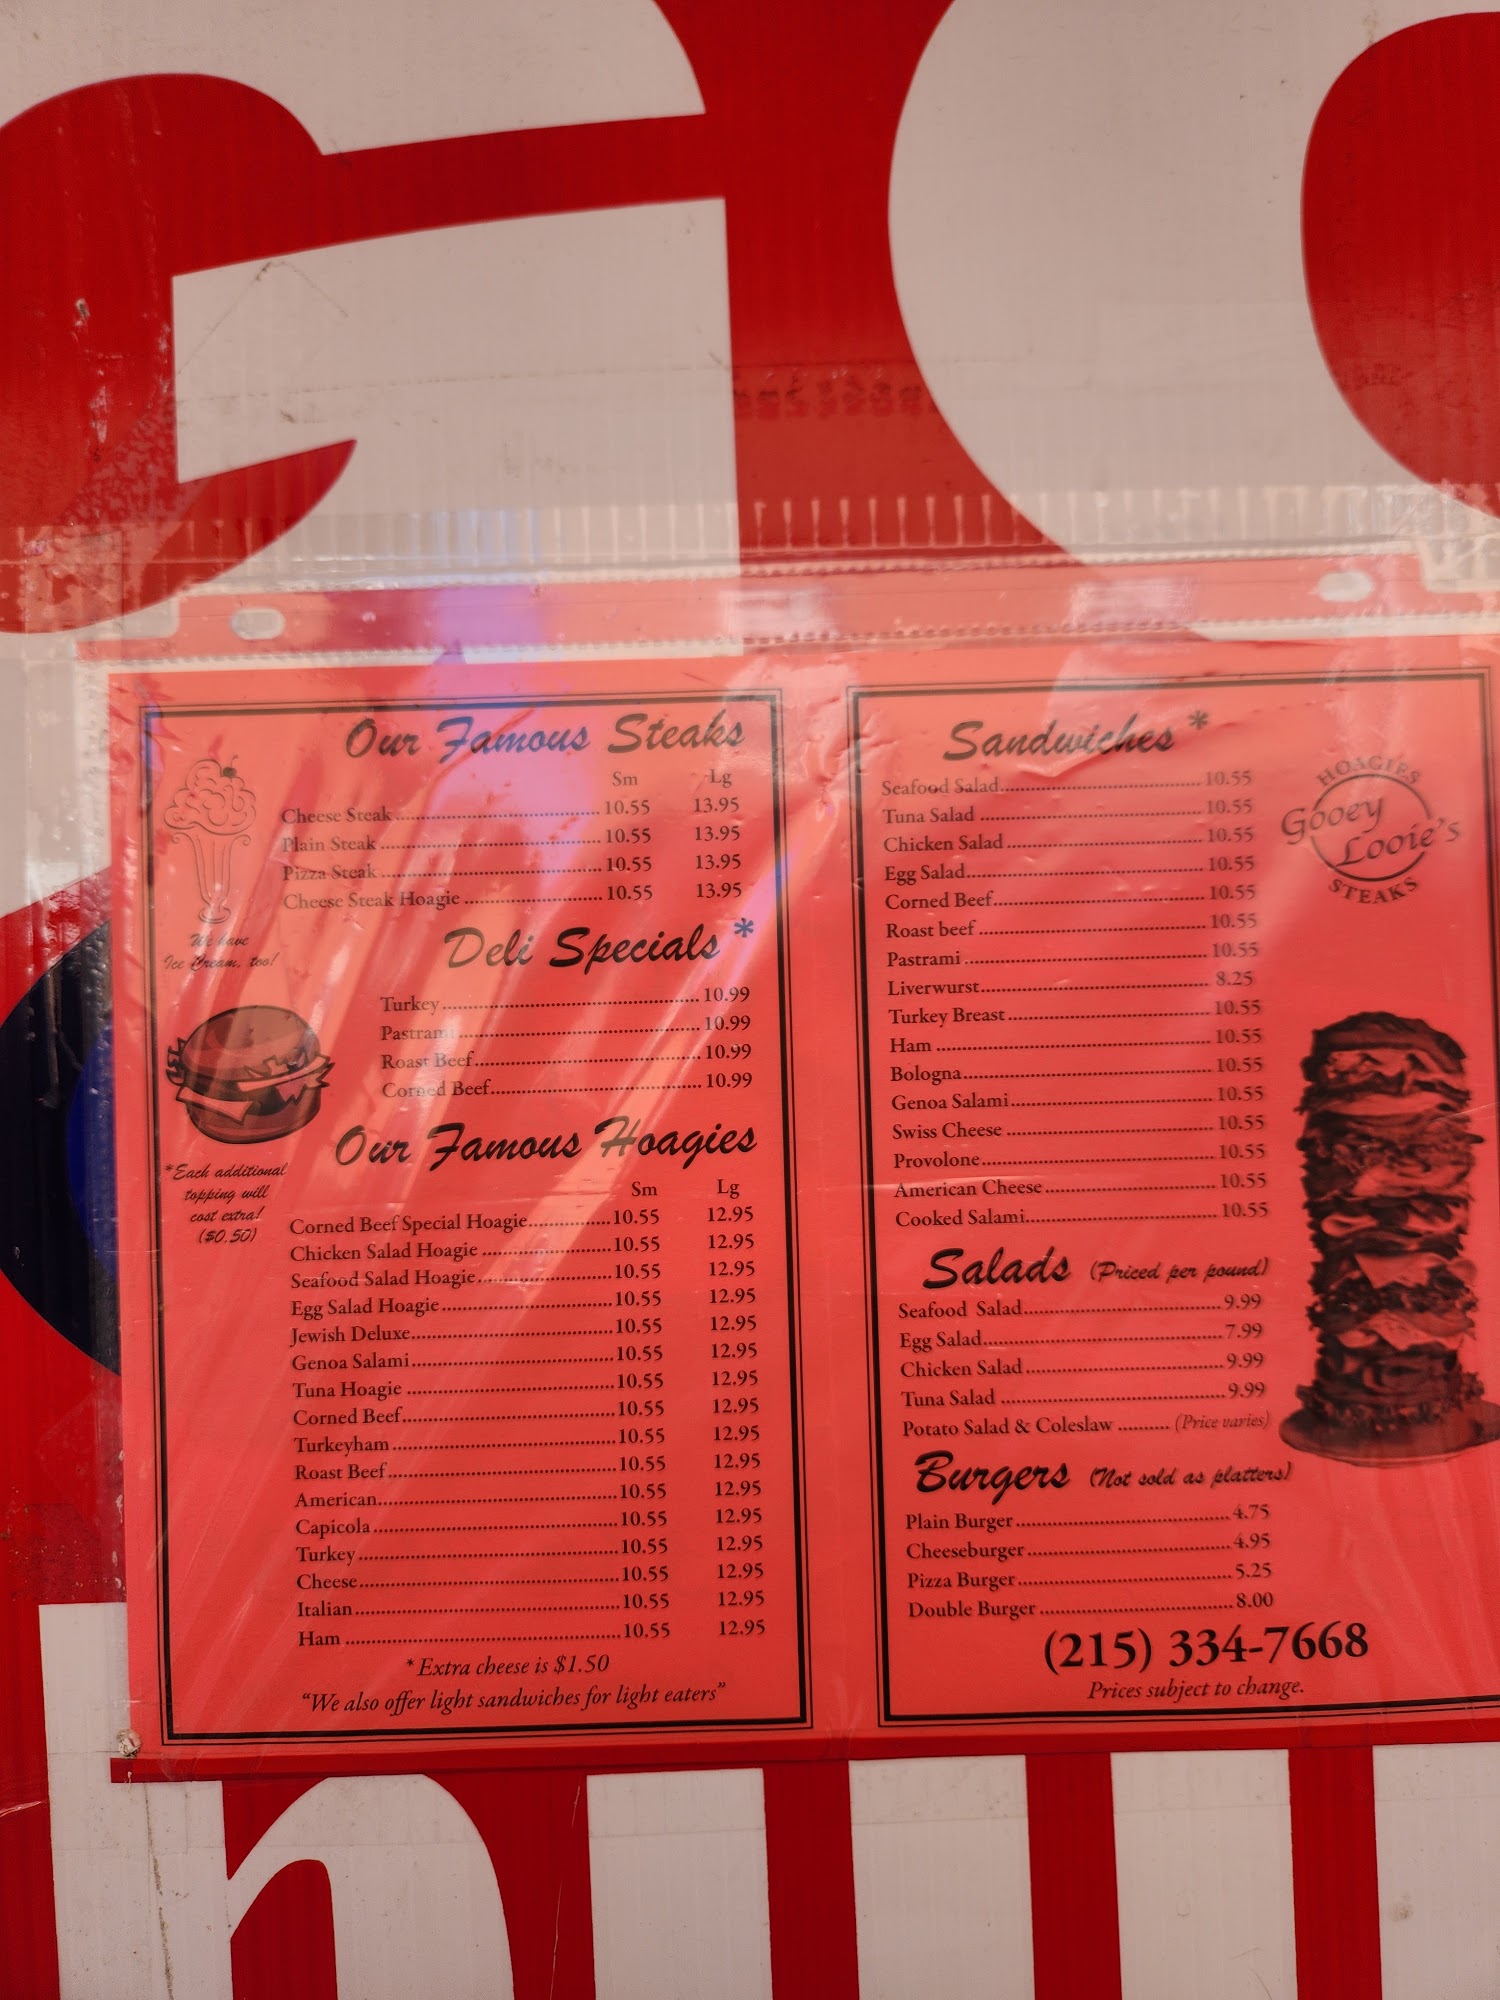 Our Famous Steaks
Sm Lg
Cheese Steak 10.55 13.95
Plain Steak 10.55 13.95
Pizza Steak 10.55 13.95
Cheese Steak Hoagie 10.55 13.95
We have
Ice Cream, too!
Deli Specials *
Turkey 10.99
Pastrami 10.99
Roast Beef 10.99
Corned Beef 10.99
*Each additional
topping will
cost extra!
($0.50)
Our Famous Hoagies
Sm Lg
Corned Beef Special Hoagie 10.55 12.95
Chicken Salad Hoagie 10.55 12.95
Seafood Salad Hoagie 10.55 12.95
Egg Salad Hoagie 10.55 12.95
Jewish Deluxe 10.55 12.95
Genoa Salami 10.55 12.95
Tuna Hoagie 10.55 12.95
Corned Beef 10.55 12.95
Turkeyham 10.55 12.95
Roast Beef 10.55 12.95
American 10.55 12.95
Capicola 10.55 12.95
Turkey 10.55 12.95
Cheese 10.55 12.95
Italian 10.55 12.95
Ham 10.55 12.95
* Extra cheese is $1.50
"We also offer light sandwiches for light eaters"
Sandwiches *
Seafood Salad 10.55
Tuna Salad 10.55
Chicken Salad 10.55
Egg Salad 10.55
Corned Beef 10.55
Roast beef 10.55
Pastrami 10.55
Liverwurst 8.25
Turkey Breast 10.55
Ham 10.55
Bologna 10.55
Genoa Salami 10.55
Swiss Cheese 10.55
Provolone 10.55
American Cheese 10.55
Cooked Salami 10.55
HOAGIES
Gooey
Looie's
STEAKS
Salads (Priced per pound)
Seafood Salad 9.99
Egg Salad 7.99
Chicken Salad 9.99
Tuna Salad 9.99
Potato Salad & Coleslaw (Price varies)
Burgers (Not sold as platters)
Plain Burger 4.75
Cheeseburger 4.95
Pizza Burger 5.25
Double Burger 8.00
(215) 334-7668
Prices subject to change.